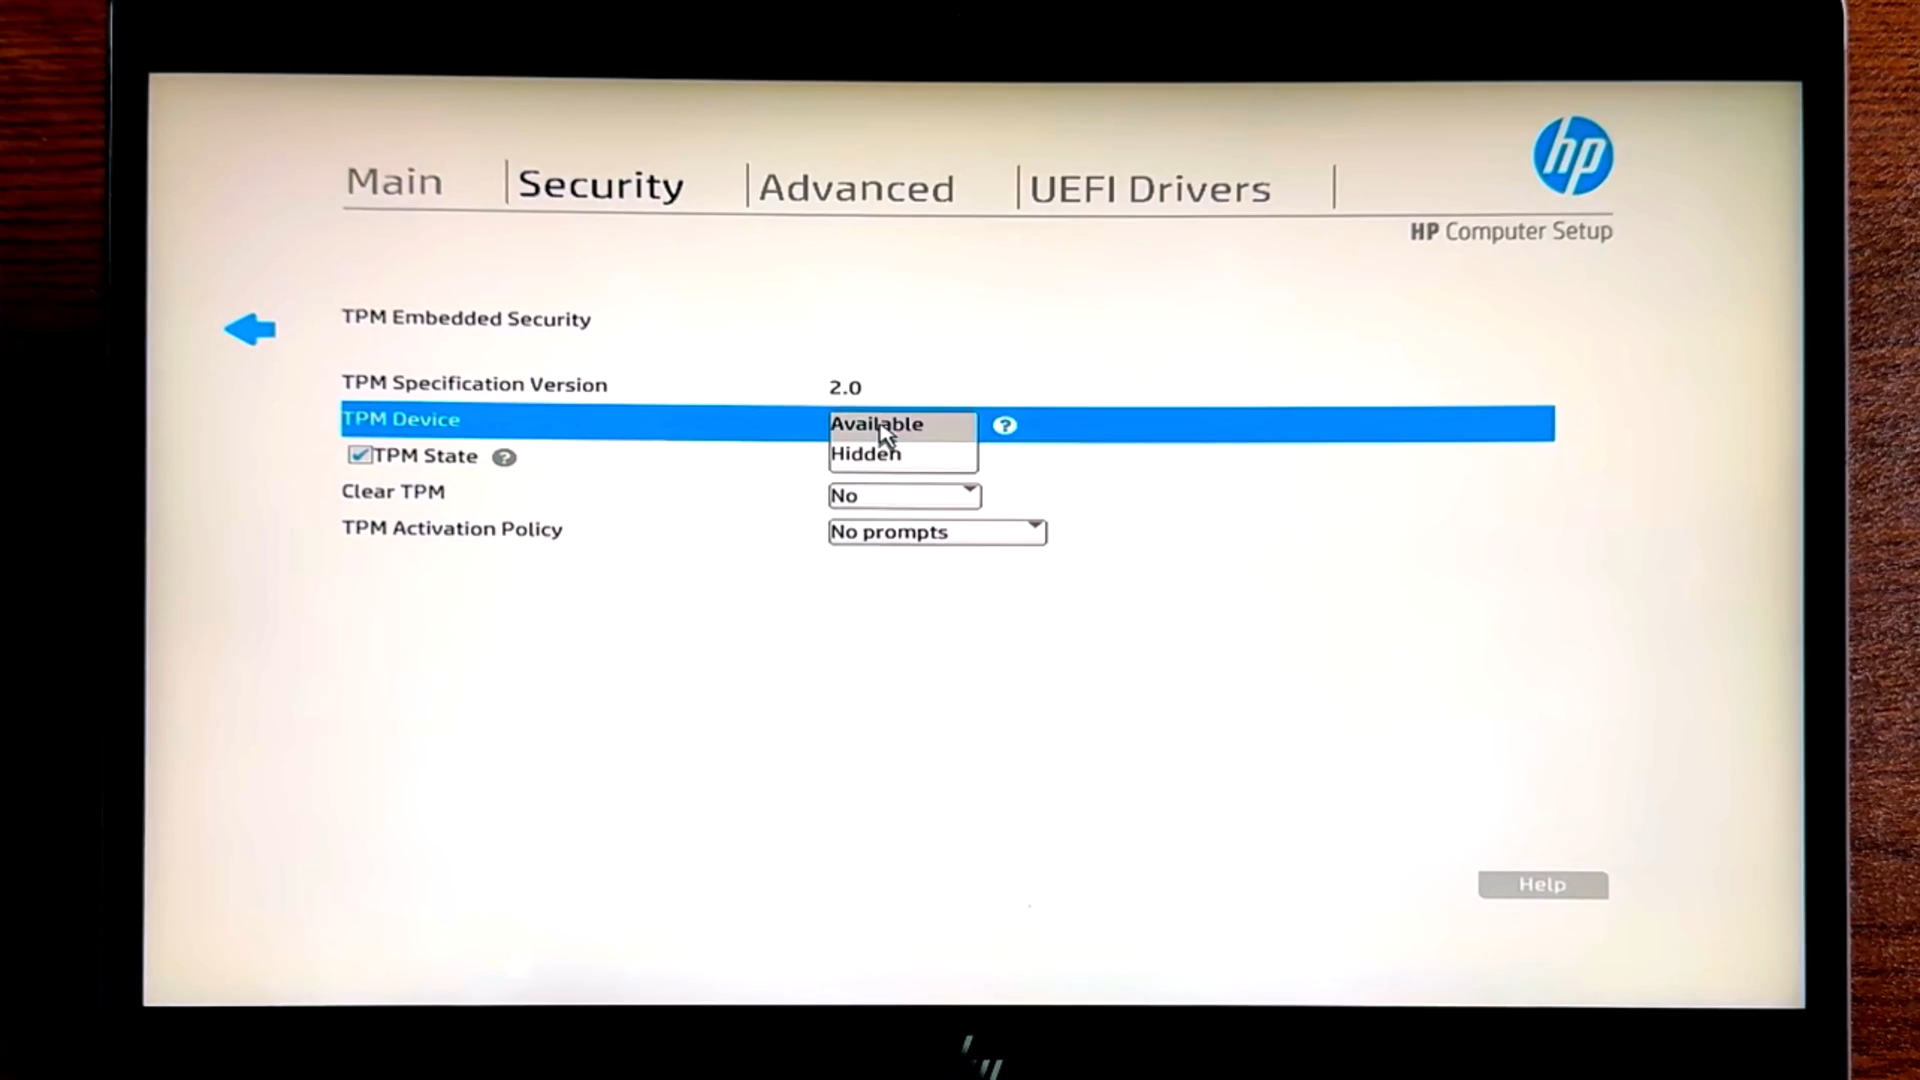 Main Security Advanced UEFI Drivers
hp
HP Computer Setup
TPM Embedded Security
TPM Specification Version 2.0
TPM Device Available ?
Hidden
TPM State ?
Clear TPM No
TPM Activation Policy No prompts
Help
hp